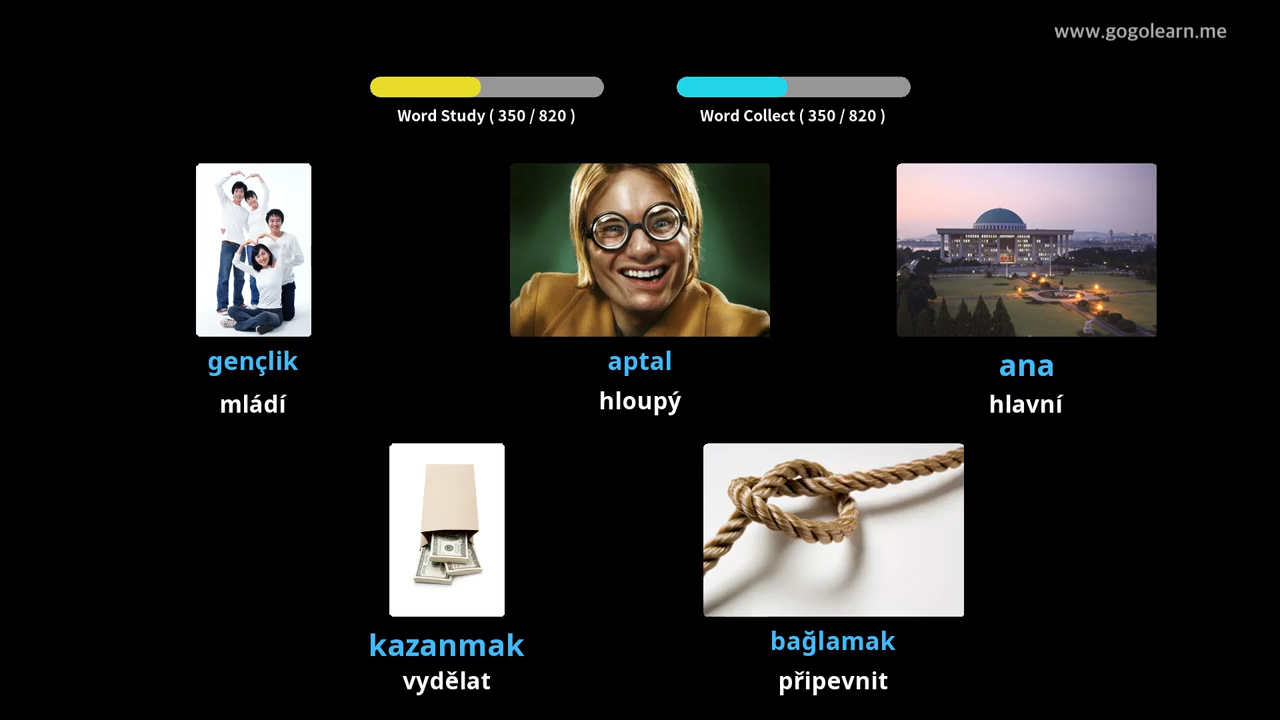 www.gogolearn.me
Word Study ( 350 / 820 )
Word Collect ( 350 / 820 )
gençlik
mládí
aptal
hloupý
ana
hlavní
kazanmak
vydělat
bağlamak
připevnit